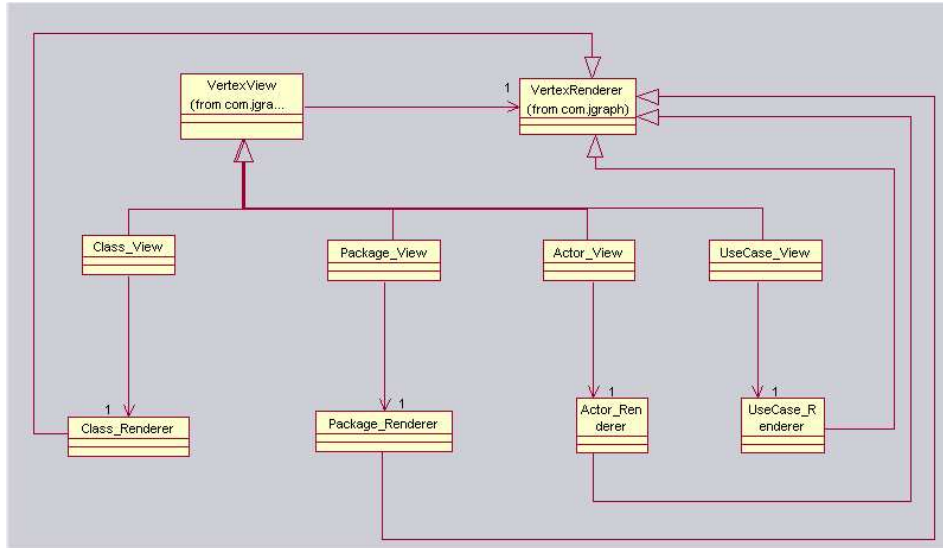 VertexView
(from com.jgra...
1
VertexRenderer
(from com.jgraph)
Class_View
Package_View
Actor_View
UseCase_View
1
Class_Renderer
1
Package_Renderer
1
Actor_Ren
derer
1
UseCase_R
enderer